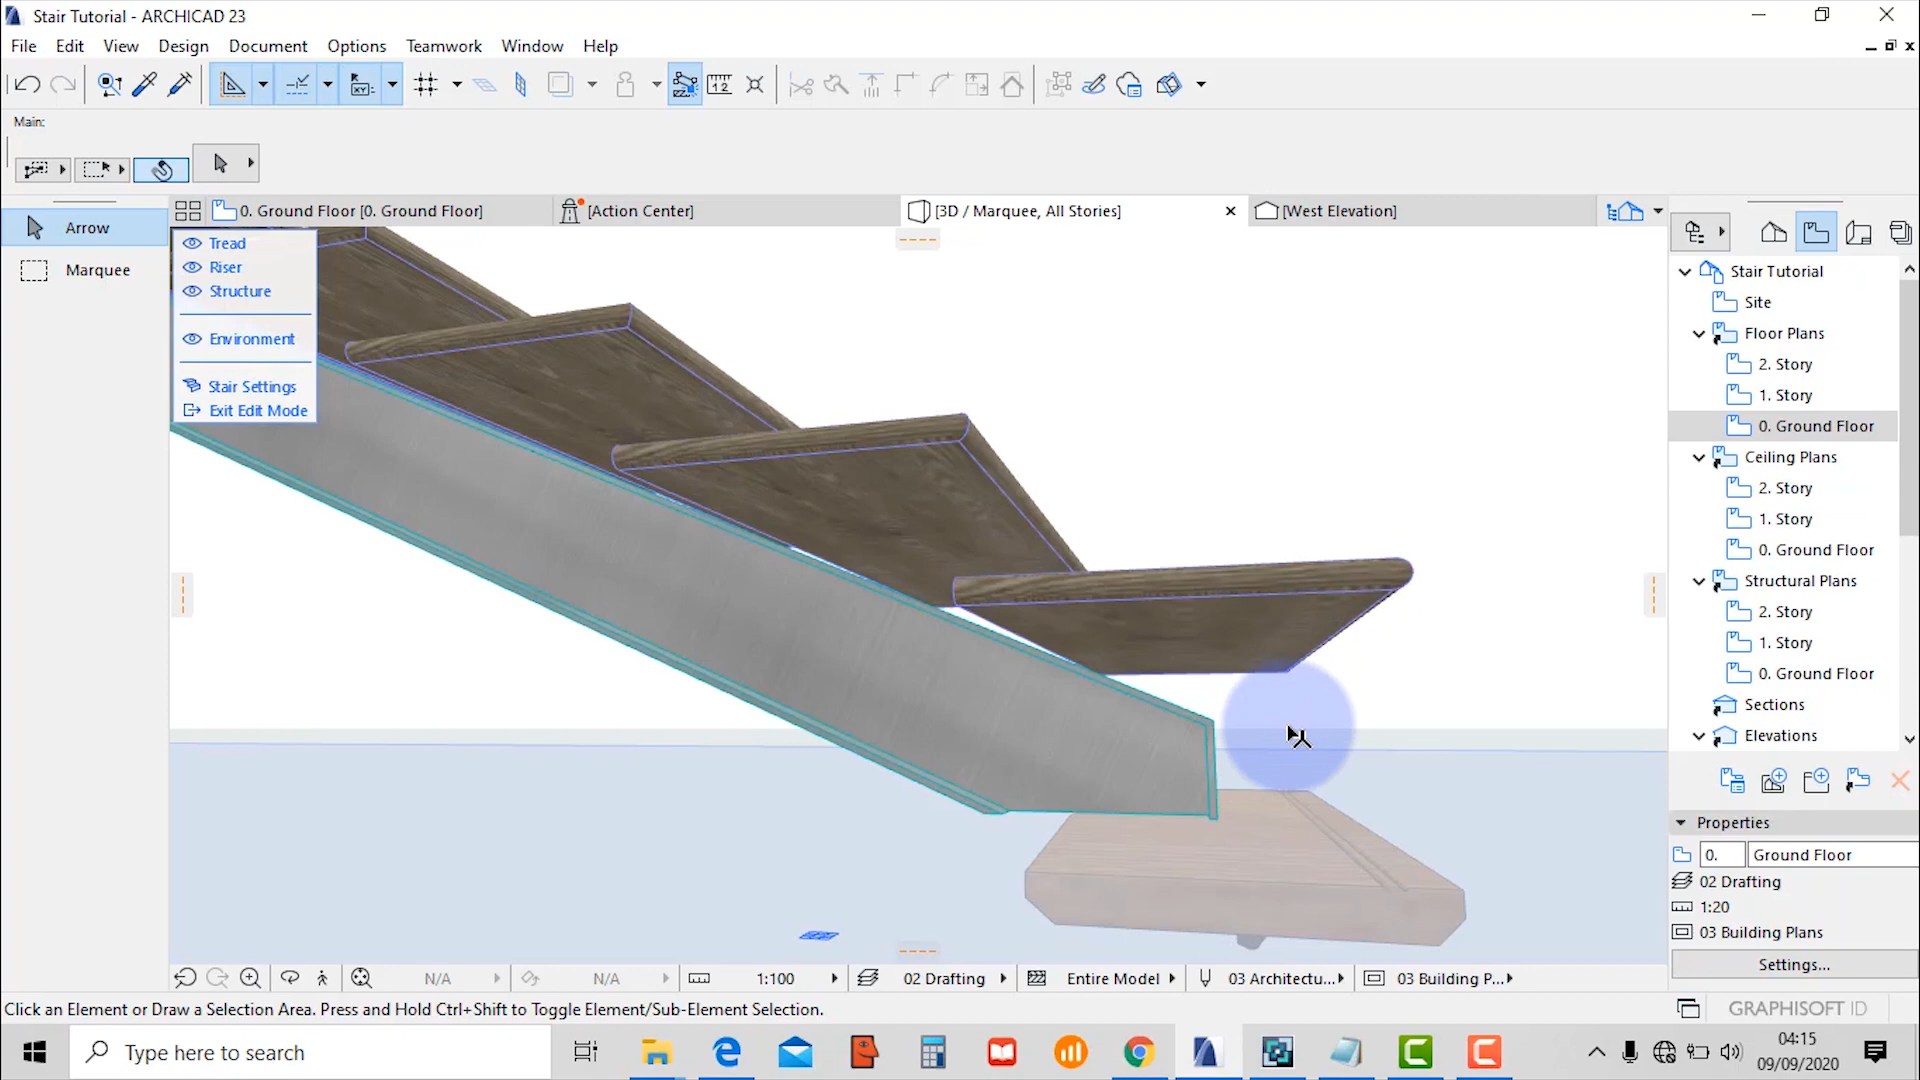 Stair Tutorial - ARCHICAD 23
File Edit View Design Document Options Teamwork Window Help
Main:
0. Ground Floor [0. Ground Floor]
[Action Center]
[3D / Marquee, All Stories]
[West Elevation]
Arrow
Marquee
Tread
Riser
Structure
Environment
Stair Settings
Exit Edit Mode
Stair Tutorial
Site
Floor Plans
2. Story
1. Story
0. Ground Floor
Ceiling Plans
2. Story
1. Story
0. Ground Floor
Structural Plans
2. Story
1. Story
0. Ground Floor
Sections
Elevations
Properties
0. Ground Floor
02 Drafting
1:20
03 Building Plans
Settings...
N/A N/A 1:100 02 Drafting Entire Model 03 Architectu... 03 Building P...
Click an Element or Draw a Selection Area. Press and Hold Ctrl+Shift to Toggle Element/Sub-Element Selection.
GRAPHISOFT ID
Type here to search
04:15
09/09/2020